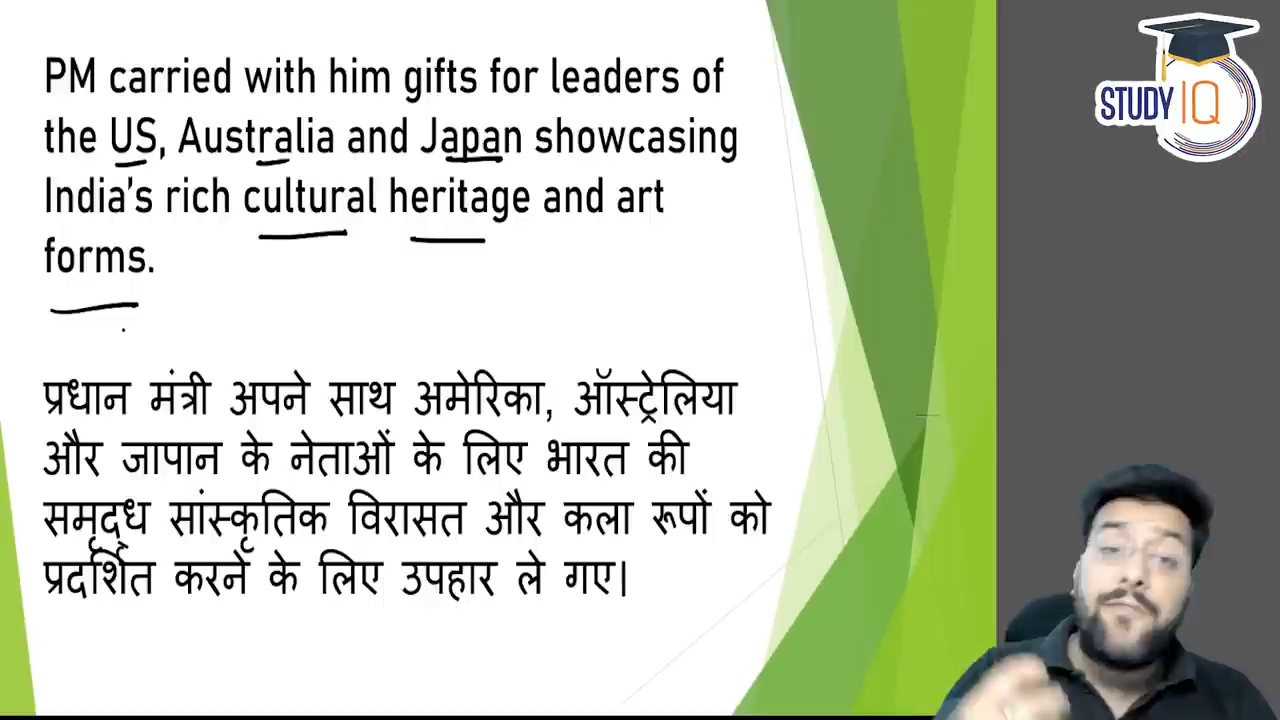 PM carried with him gifts for leaders of
the US, Australia and Japan showcasing
India’s rich cultural heritage and art
forms.
प्रधान मंत्री अपने साथ अमेरिका, ऑस्ट्रेलिया
और जापान के नेताओं के लिए भारत की
समृद्ध सांस्कृतिक विरासत और कला रूपों को
प्रदर्शित करने के लिए उपहार ले गए।
STUDY IQ